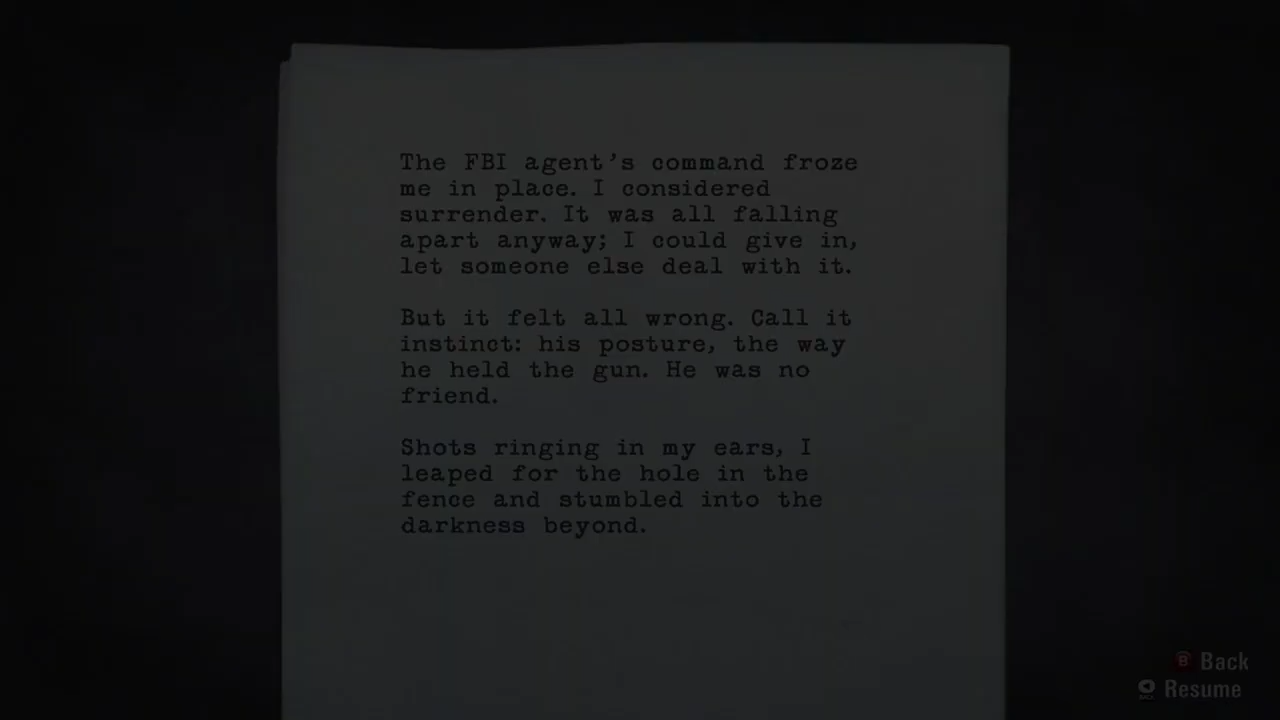 The FBI agent's command froze
me in place. I considered
surrender. It was all falling
apart anyway; I could give in,
let someone else deal with it.
But it felt all wrong. Call it
instinct: his posture, the way
he held the gun. He was no
friend.
Shots ringing in my ears, I
leaped for the hole in the
fence and stumbled into the
darkness beyond.
B Back
BACK Resume